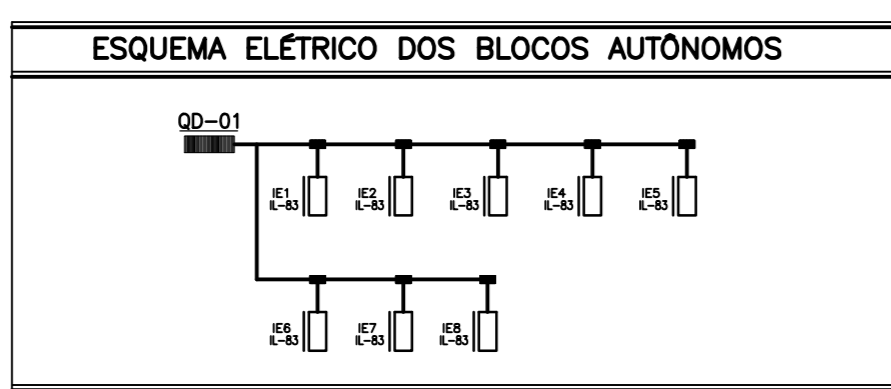 ESQUEMA ELÉTRICO DOS BLOCOS AUTÔNOMOS
QD-01
IE1
IL-83
IE2
IL-83
IE3
IL-83
IE4
IL-83
IE5
IL-83
IE6
IL-83
IE7
IL-83
IE8
IL-83